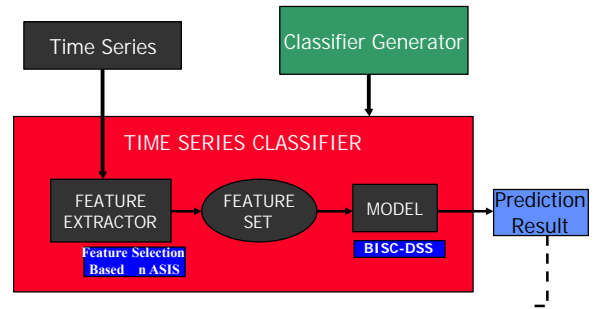 Time Series
Classifier Generator
TIME SERIES CLASSIFIER
FEATURE
EXTRACTOR
FEATURE
SET
MODEL
Prediction
Result
Feature Selection
Based n ASIS
BISC-DSS